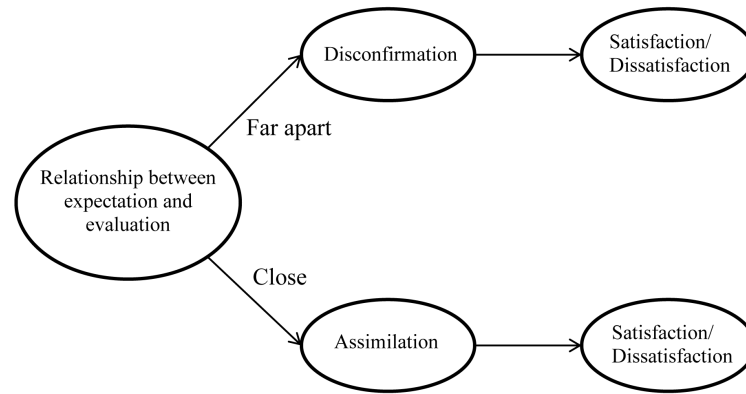 Disconfirmation
Satisfaction/
Dissatisfaction
Far apart
Relationship between
expectation and
evaluation
Close
Assimilation
Satisfaction/
Dissatisfaction